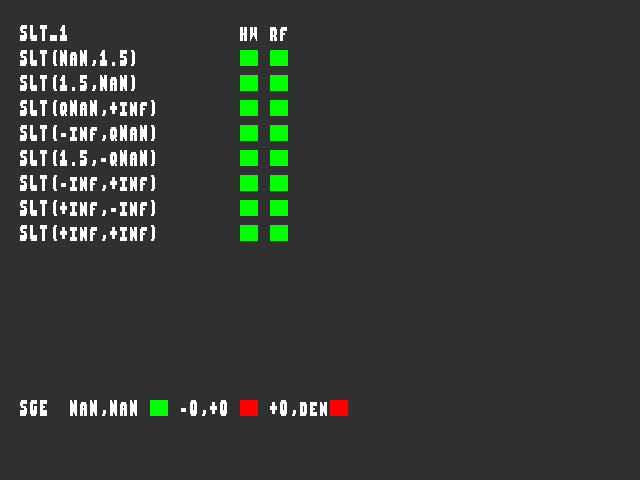 SLT_1 HW RF
SLT(NAN,1.5)
SLT(1.5,NAN)
SLT(QNAN,+INF)
SLT(-INF,QNAN)
SLT(1.5,-QNAN)
SLT(-INF,+INF)
SLT(+INF,-INF)
SLT(+INF,+INF)
SGE NAN,NAN -0,+0 +0,DEN